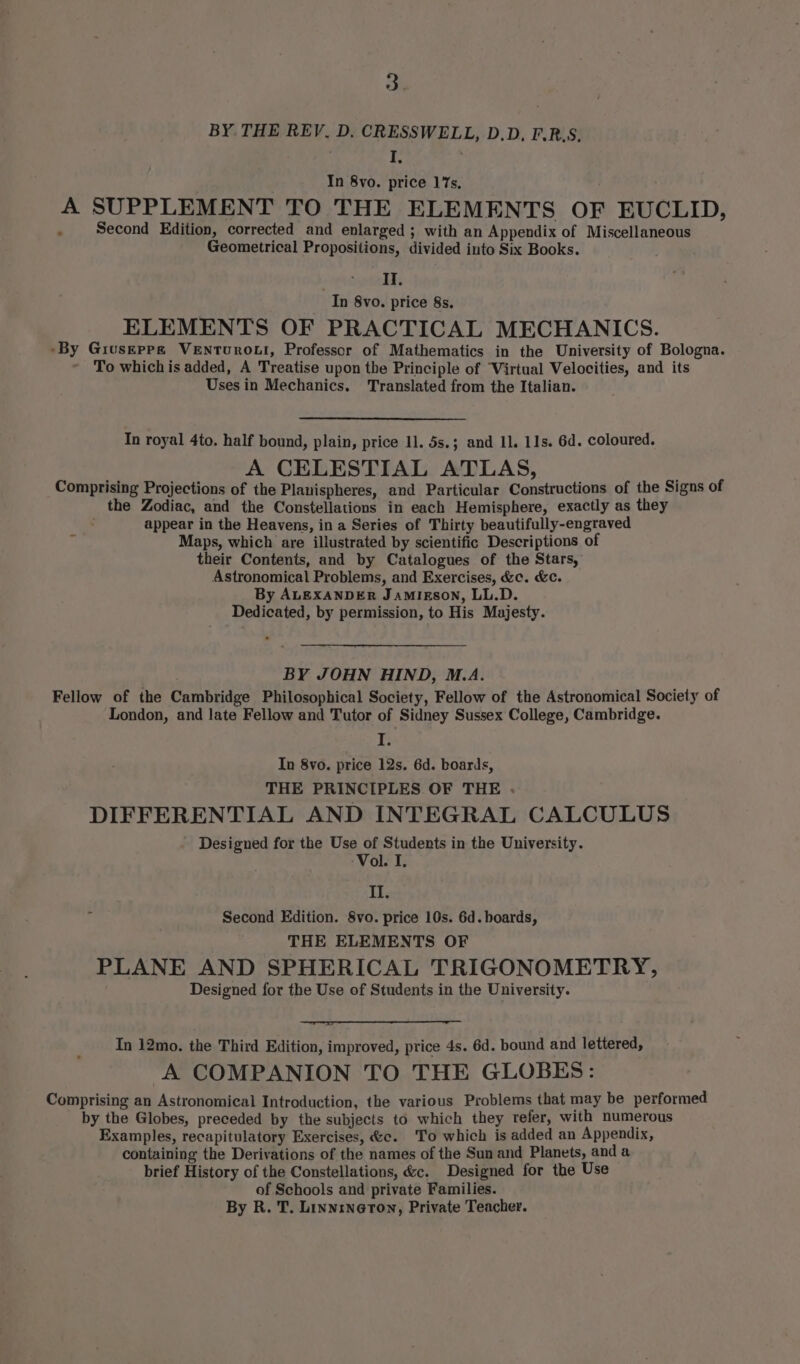 3
BY THE REV. D. CRESSWELL, D.D. F.R.S.
I.
In 8vo. price 17s.
A SUPPLEMENT TO THE ELEMENTS OF EUCLID,
Second Edition, corrected and enlarged; with an Appendix of Miscellaneous
Geometrical Propositions, divided into Six Books.
II.
In 8vo. price 8s.
ELEMENTS OF PRACTICAL MECHANICS.
By GIUSEPPE VENTUROLI, Professor of Mathematics in the University of Bologna.
To which is added, A Treatise upon the Principle of Virtual Velocities, and its
Uses in Mechanics. Translated from the Italian.
In royal 4to. half bound, plain, price 1l. 5s.; and 1l. 11s. 6d. coloured.
A CELESTIAL ATLAS,
Comprising Projections of the Planispheres, and Particular Constructions of the Signs of
the Zodiac, and the Constellations in each Hemisphere, exactly as they
appear in the Heavens, in a Series of Thirty beautifully-engraved
Maps, which are illustrated by scientific Descriptions of
their Contents, and by Catalogues of the Stars,
Astronomical Problems, and Exercises, &c. &c.
By ALEXANDER JAMIESON, LL.D.
Dedicated, by permission, to His Majesty.
BY JOHN HIND, M.A.
Fellow of the Cambridge Philosophical Society, Fellow of the Astronomical Society of
London, and late Fellow and Tutor of Sidney Sussex College, Cambridge.
I.
In 8vo. price 12s. 6d. boards,
THE PRINCIPLES OF THE
DIFFERENTIAL AND INTEGRAL CALCULUS
Designed for the Use of Students in the University.
Vol. I.
II.
Second Edition. 8vo. price 10s. 6d. boards,
THE ELEMENTS OF
PLANE AND SPHERICAL TRIGONOMETRY,
Designed for the Use of Students in the University.
In 12mo. the Third Edition, improved, price 4s. 6d. bound and lettered,
A COMPANION TO THE GLOBES:
Comprising an Astronomical Introduction, the various Problems that may be performed
by the Globes, preceded by the subjects to which they refer, with numerous
Examples, recapitulatory Exercises, &c. To which is added an Appendix,
containing the Derivations of the names of the Sun and Planets, and a
brief History of the Constellations, &c. Designed for the Use
of Schools and private Families.
By R. T. LINNINGTON, Private Teacher.